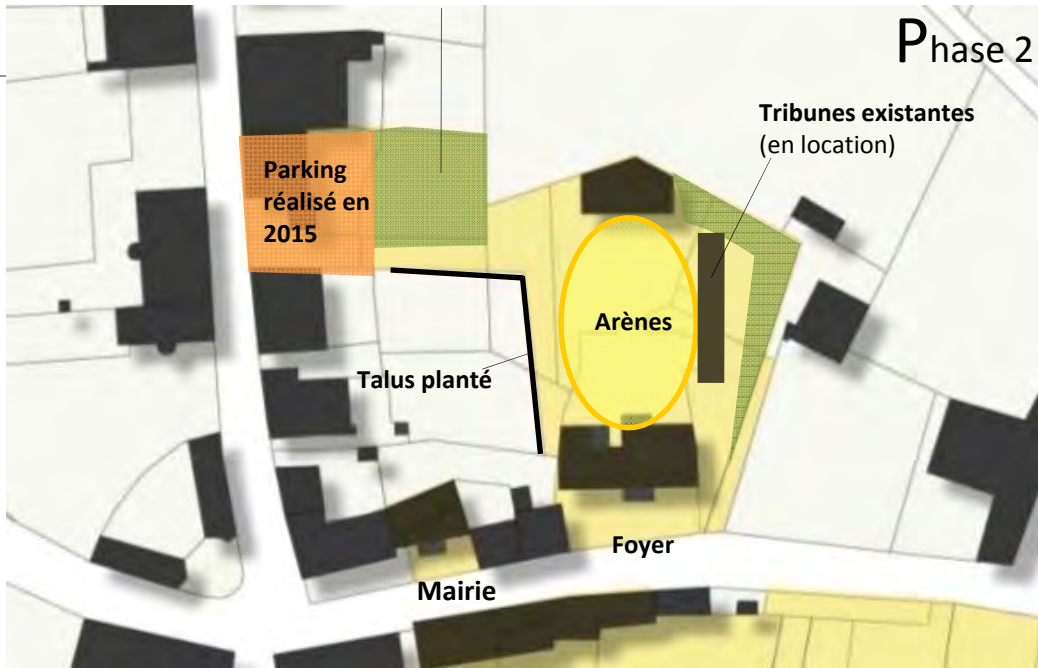 Phase 2
Tribunes existantes
(en location)
Parking
réalisé en
2015
Arènes
Talus planté
Foyer
Mairie